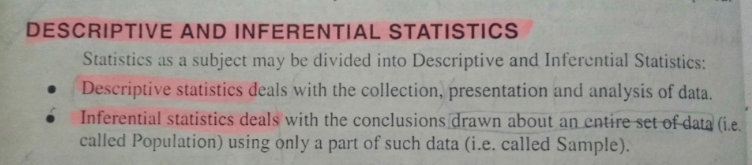 DESCRIPTIVE AND INFERENTIAL STATISTICS
Statistics as a subject may be divided into Descriptive and Inferential Statistics:
• Descriptive statistics deals with the collection, presentation and analysis of data.
• Inferential statistics deals with the conclusions drawn about an entire set of data (i.e.
called Population) using only a part of such data (i.e. called Sample).